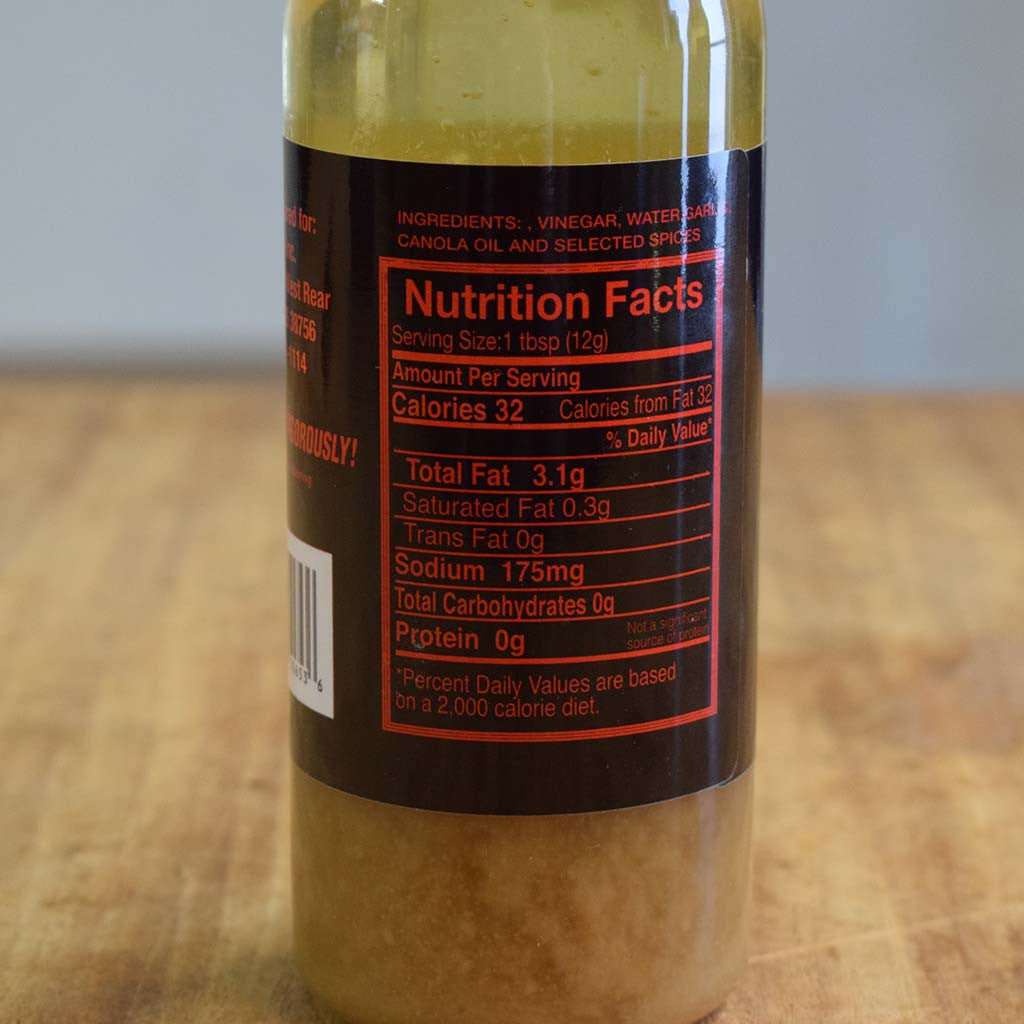 ed for:
est Rear
38756
1114
OROUSLY!
6
INGREDIENTS: , VINEGAR, WATER, GARLIC,
CANOLA OIL AND SELECTED SPICES
Nutrition Facts
Serving Size:1 tbsp (12g)
Amount Per Serving
Calories 32 Calories from Fat 32
% Daily Value*
Total Fat 3.1g
Saturated Fat 0.3g
Trans Fat 0g
Sodium 175mg
Total Carbohydrates 0g
Protein 0g Not a significant
source of protein
*Percent Daily Values are based
on a 2,000 calorie diet.